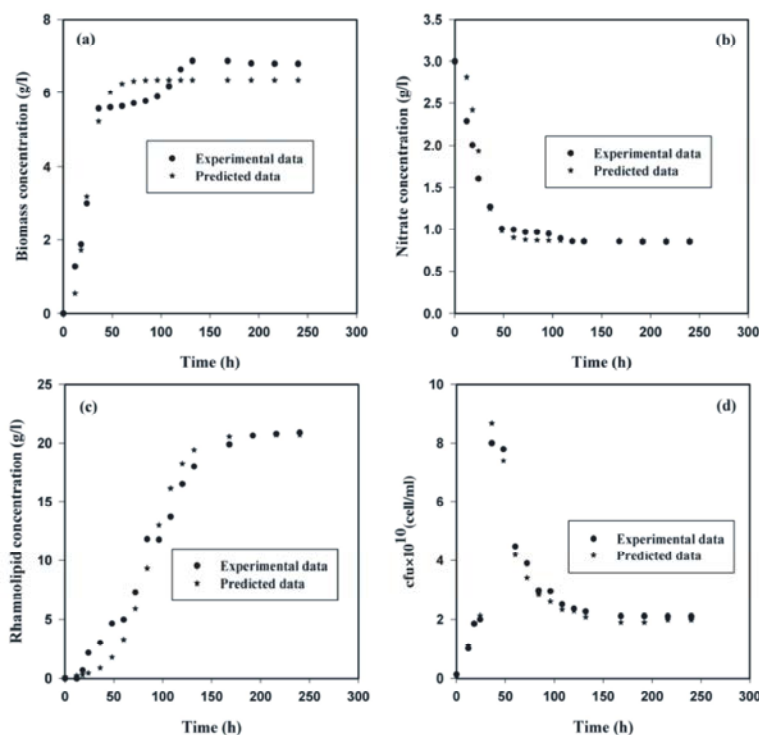 (a)
Biomass concentration (g/l)
8
6
4
2
0
Experimental data
Predicted data
0 50 100 150 200 250 300
Time (h)
(b)
Nitrate concentration (g/l)
3.5
3.0
2.5
2.0
1.5
1.0
0.5
0.0
Experimental data
Predicted data
0 50 100 150 200 250 300
Time (h)
(c)
Rhamnolipid concentration (g/l)
25
20
15
10
5
0
Experimental data
Predicted data
0 50 100 150 200 250 300
Time (h)
(d)
cfu×10¹⁰(cell/ml)
10
8
6
4
2
0
Experimental data
Predicted data
0 50 100 150 200 250 300
Time (h)